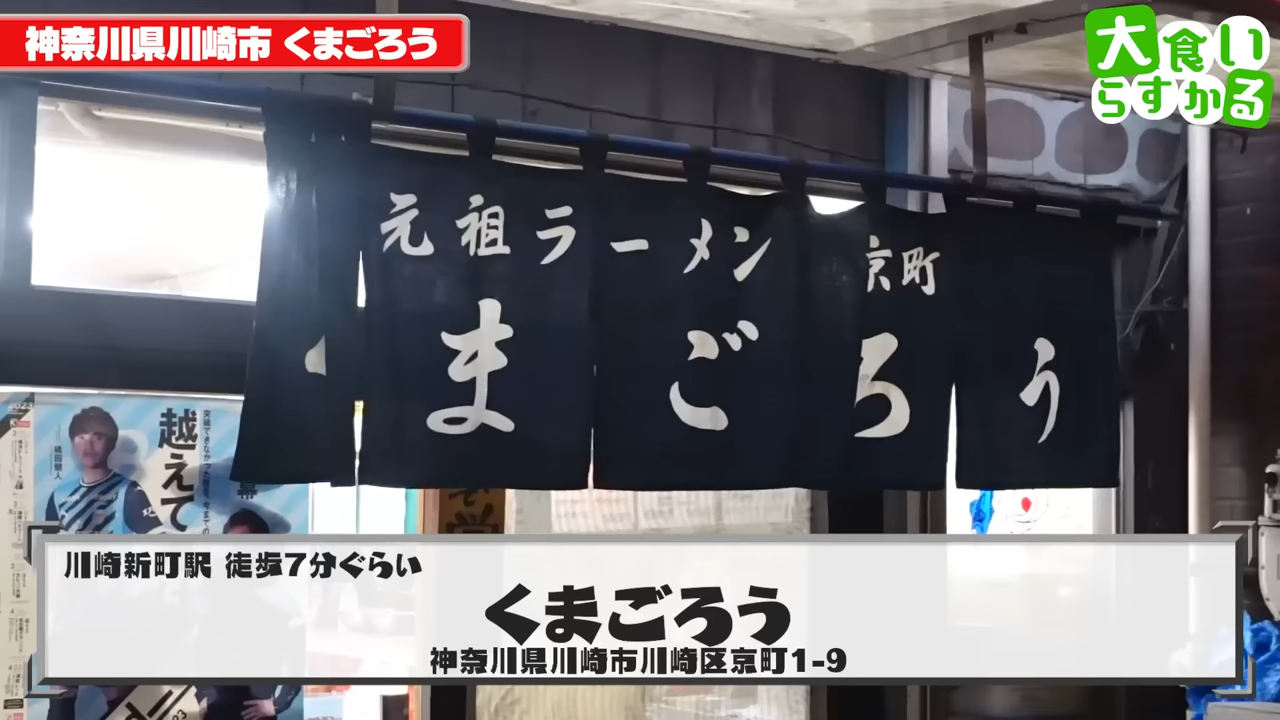 神奈川県川崎市 くまごろう
大食い
らすかる
元祖ラーメン 京町
まごろう
越えて
川崎新町駅 徒歩7分ぐらい
くまごろう
神奈川県川崎市川崎区京町1-9